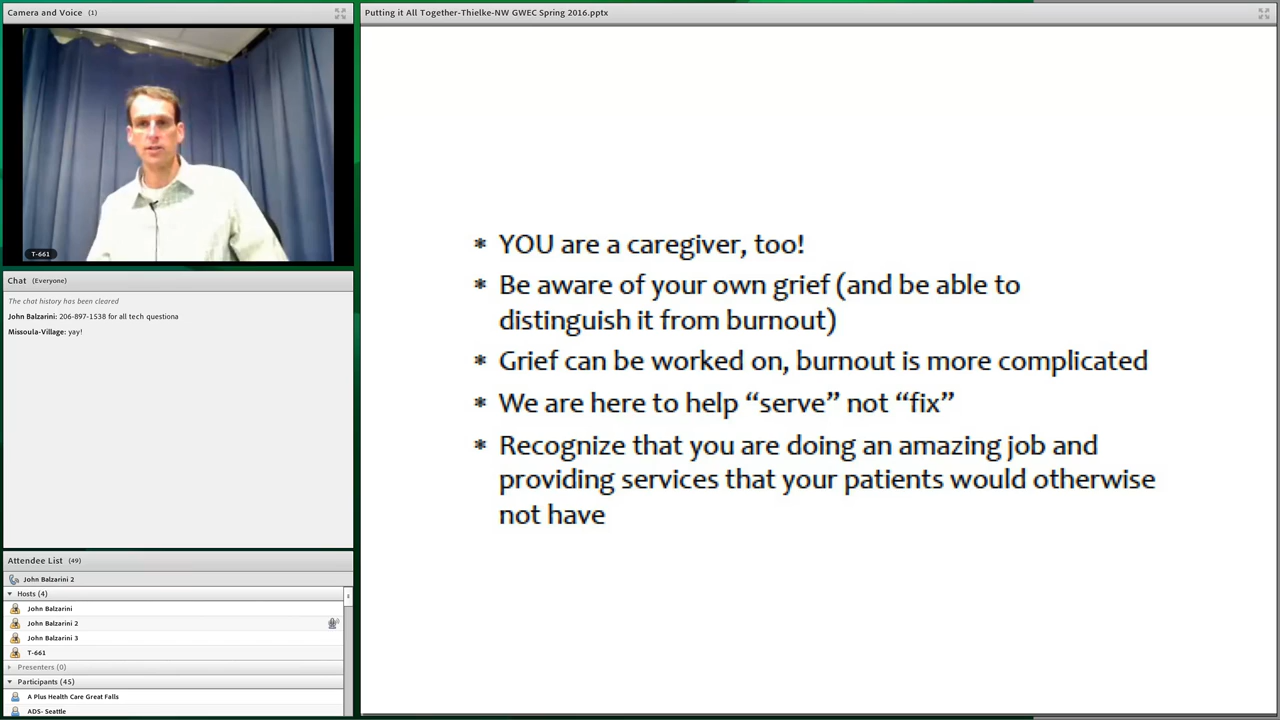 Camera and Voice (1)
T-661
Chat (Everyone)
The chat history has been cleared
John Balzarini: 206-897-1538 for all tech questiona
Missoula-Village: yay!
Attendee List (49)
John Balzarini 2
Hosts (4)
John Balzarini
John Balzarini 2
John Balzarini 3
T-661
Presenters (0)
Participants (45)
A Plus Health Care Great Falls
ADS- Seattle
Putting it All Together-Thielke-NW GWEC Spring 2016.pptx
* YOU are a caregiver, too!
* Be aware of your own grief (and be able to
distinguish it from burnout)
* Grief can be worked on, burnout is more complicated
* We are here to help “serve” not “fix”
* Recognize that you are doing an amazing job and
providing services that your patients would otherwise
not have